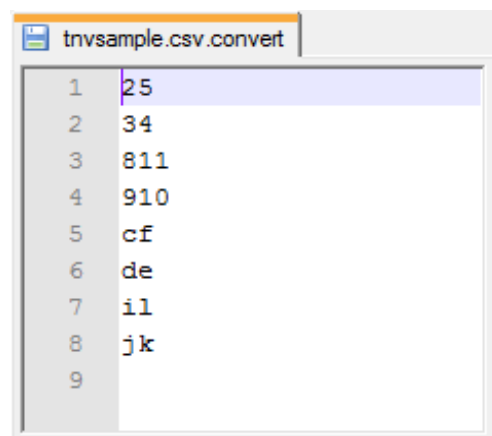 tnvsample.csv.convert
1 25
2 34
3 811
4 910
5 cf
6 de
7 il
8 jk
9